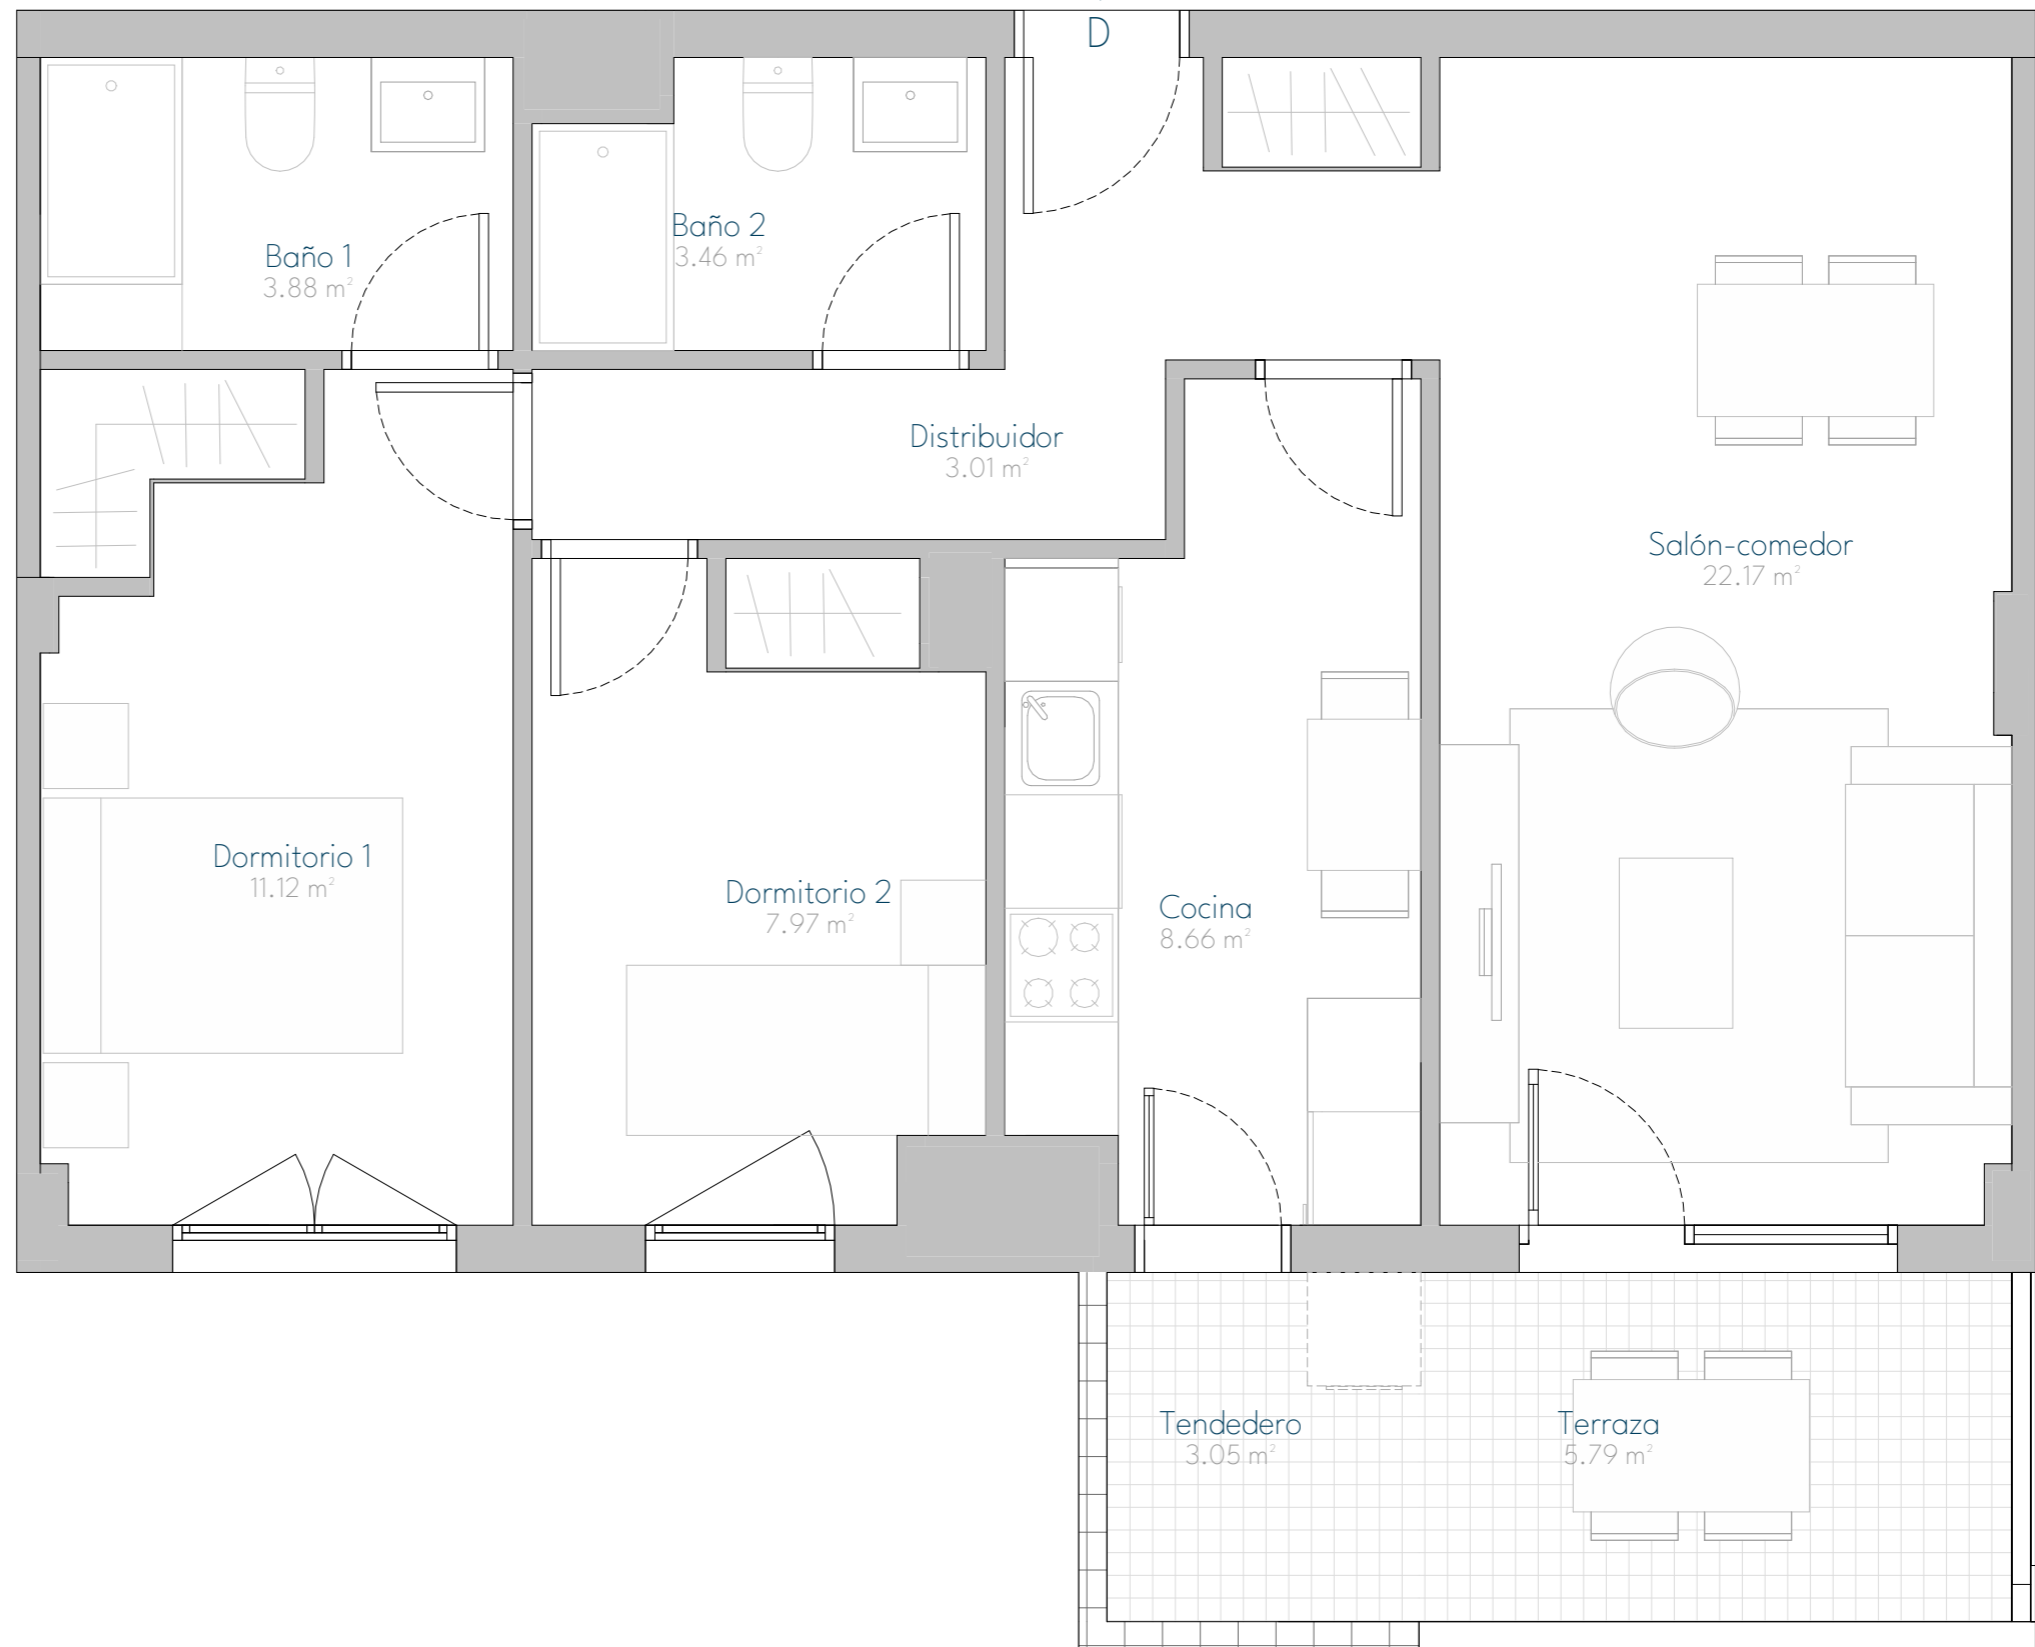 D
Baño 1
3.88 m²
Baño 2
3.46 m²
Distribuidor
3.01 m²
Salón-comedor
22.17 m²
Dormitorio 1
11.12 m²
Dormitorio 2
7.97 m²
Cocina
8.66 m²
Tendedero
3.05 m²
Terraza
5.79 m²